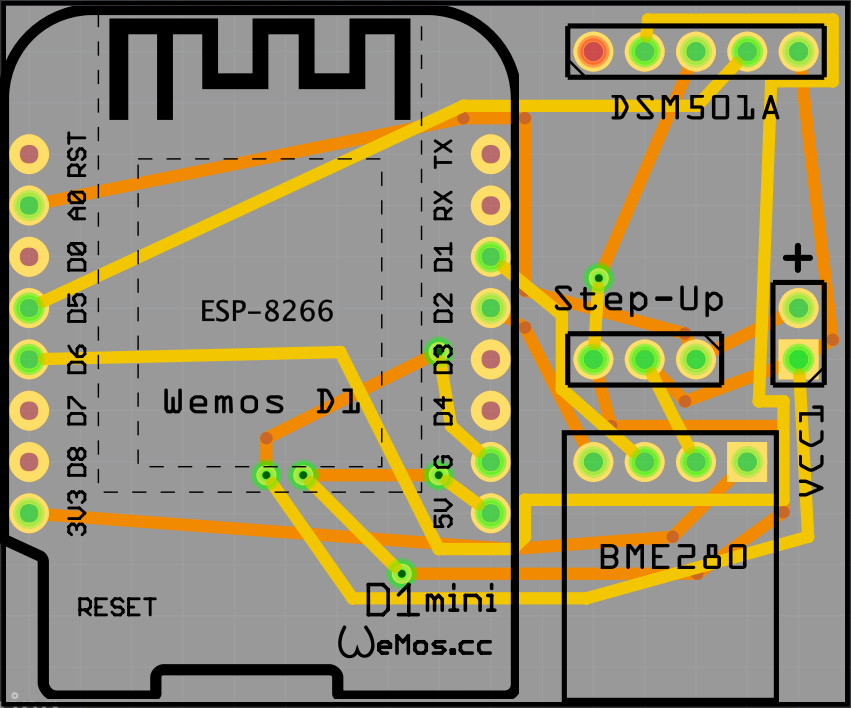 DSM501A
RST
TX
A0
RX
D0
D1
+
D5
D2
ESP-8266
Step-Up
D6
D3
Wemos D1
D7
D4
D8
G
VCC1
3V3
5V
BME280
RESET
D1mini
WeMos.cc